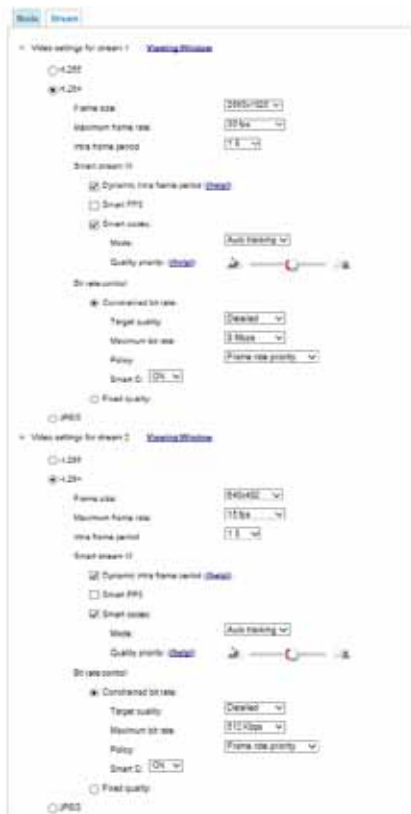 Mode Stream
Video settings for stream 1 Viewing Window
H.265
H.264
Frame size:
Maximum frame rate: 30 fps
Intra frame period: 1 S
Smart stream III:
Dynamic Intra frame period (Help)
Smart FPS
Smart codec:
Mode: Auto tracking
Quality priority: (Help)
Bit rate control
Constrained bit rate:
Target quality: Detailed
Maximum bit rate: Mbps
Policy: Frame rate priority
Smart Q: ON
Fixed quality:
JPEG
Video settings for stream 2 Viewing Window
H.265
H.264
Frame size:
Maximum frame rate: 15 fps
Intra frame period: 1 S
Smart stream III:
Dynamic Intra frame period (Help)
Smart FPS
Smart codec:
Mode: Auto tracking
Quality priority: (Help)
Bit rate control
Constrained bit rate:
Target quality: Detailed
Maximum bit rate: 512 Kbps
Policy: Frame rate priority
Smart Q: ON
Fixed quality:
JPEG